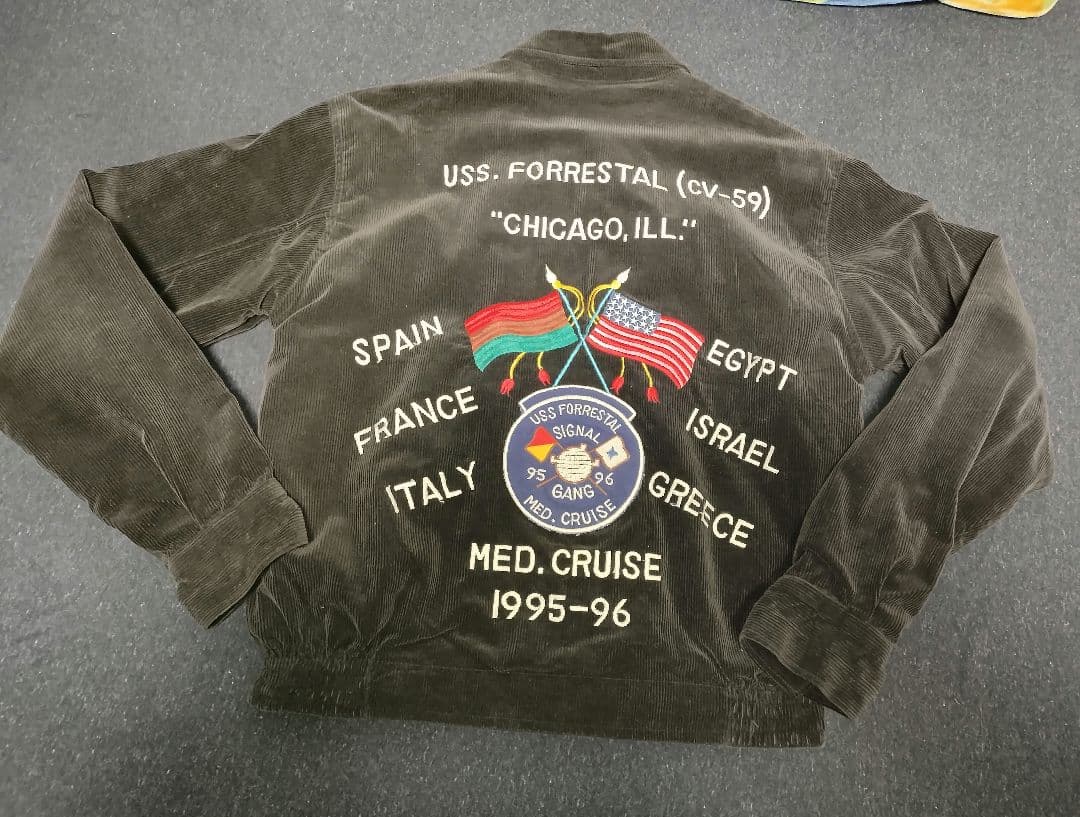 USS. FORRESTAL (CV-59)
"CHICAGO, ILL."
SPAIN
EGYPT
FRANCE
ISRAEL
ITALY
GREECE
USS FORRESTAL
SIGNAL
95 96
GANG
MED. CRUISE
MED. CRUISE
1995-96